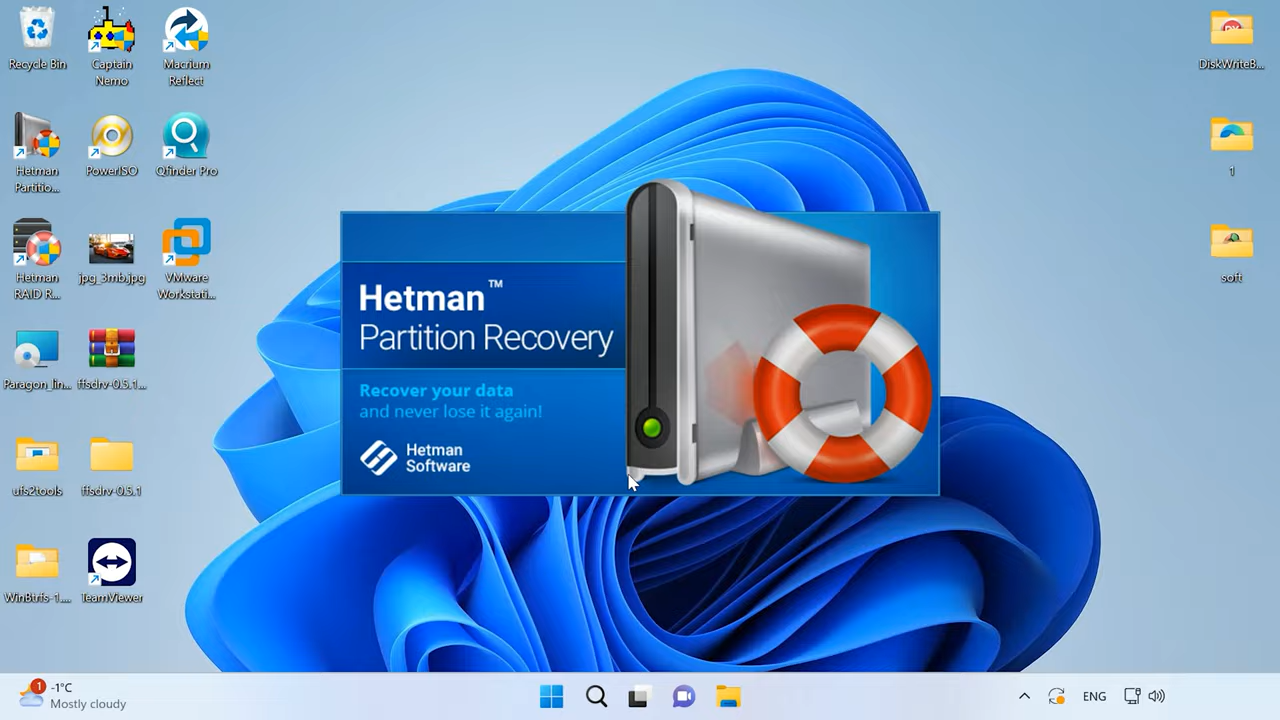 Recycle Bin
Captain
Nemo
Macrium
Reflect
Hetman
Partitio...
PowerISO
Qfinder Pro
Hetman
RAID R...
jpg_3mb.jpg
VMware
Workstati...
Paragon_lin...
ffsdrv-0.5.1...
ufs2tools
ffsdrv-0.5.1
WinBtrfs-1....
TeamViewer
DiskWriteB...
1
soft
Hetman™
Partition Recovery
Recover your data
and never lose it again!
Hetman
Software
1
-1°C
Mostly cloudy
ENG